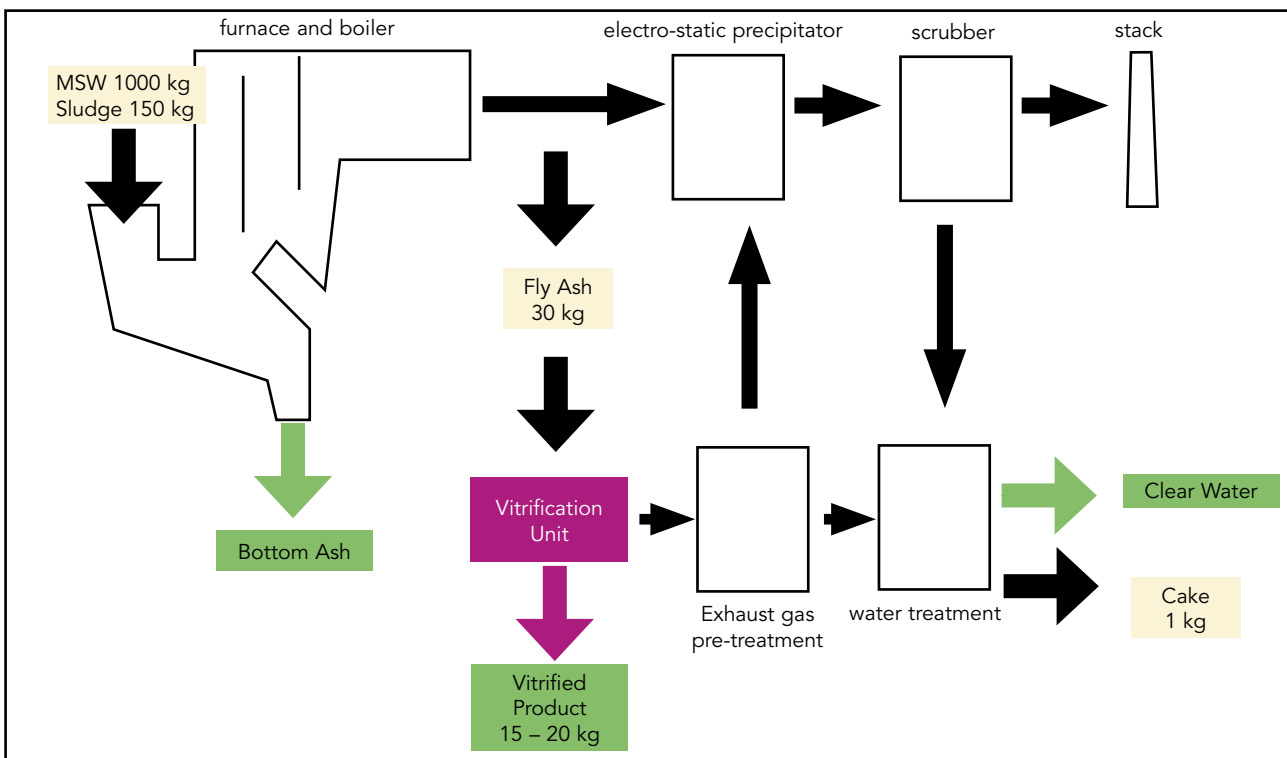 furnace and boiler
electro-static precipitator
scrubber
stack
MSW 1000 kg
Sludge 150 kg
Fly Ash
30 kg
Vitrification
Unit
Clear Water
Bottom Ash
Exhaust gas
pre-treatment
water treatment
Cake
1 kg
Vitrified
Product
15 – 20 kg